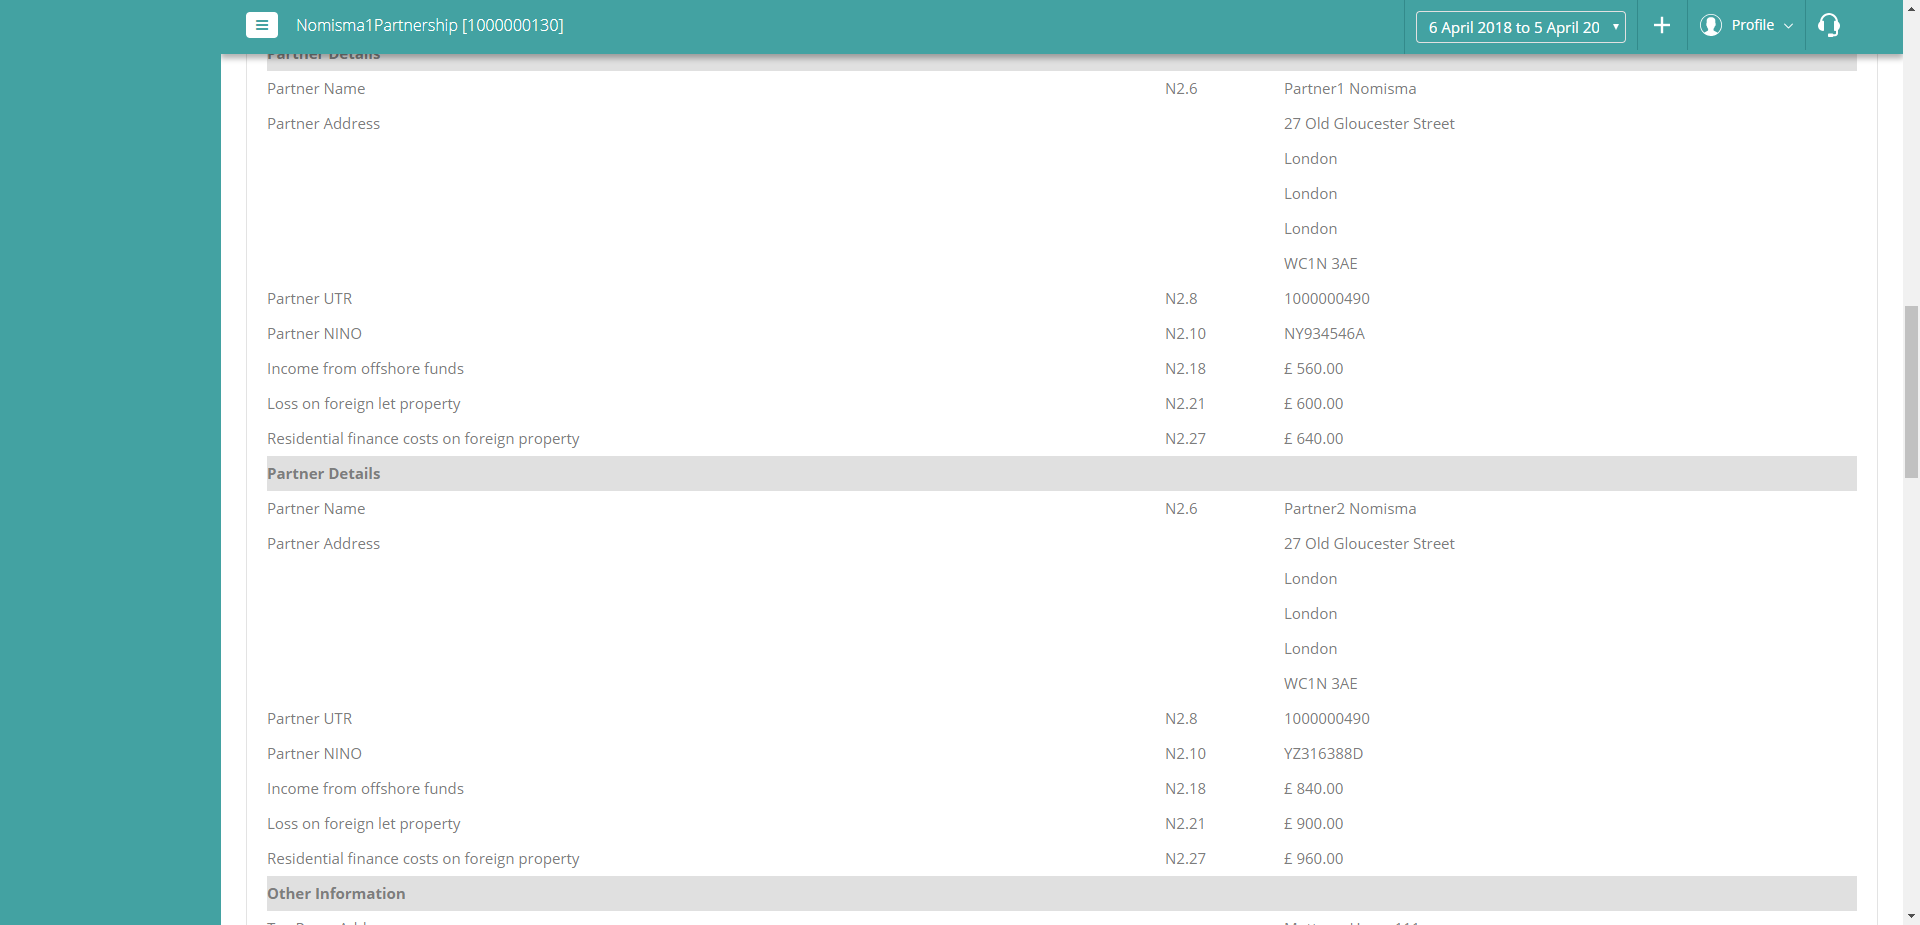 Nomisma1Partnership [1000000130]
6 April 2018 to 5 April 20
Profile
Partner Details
Partner Name N2.6 Partner1 Nomisma
Partner Address 27 Old Gloucester Street
London
London
London
WC1N 3AE
Partner UTR N2.8 1000000490
Partner NINO N2.10 NY934546A
Income from offshore funds N2.18 £ 560.00
Loss on foreign let property N2.21 £ 600.00
Residential finance costs on foreign property N2.27 £ 640.00
Partner Details
Partner Name N2.6 Partner2 Nomisma
Partner Address 27 Old Gloucester Street
London
London
London
WC1N 3AE
Partner UTR N2.8 1000000490
Partner NINO N2.10 YZ316388D
Income from offshore funds N2.18 £ 840.00
Loss on foreign let property N2.21 £ 900.00
Residential finance costs on foreign property N2.27 £ 960.00
Other Information